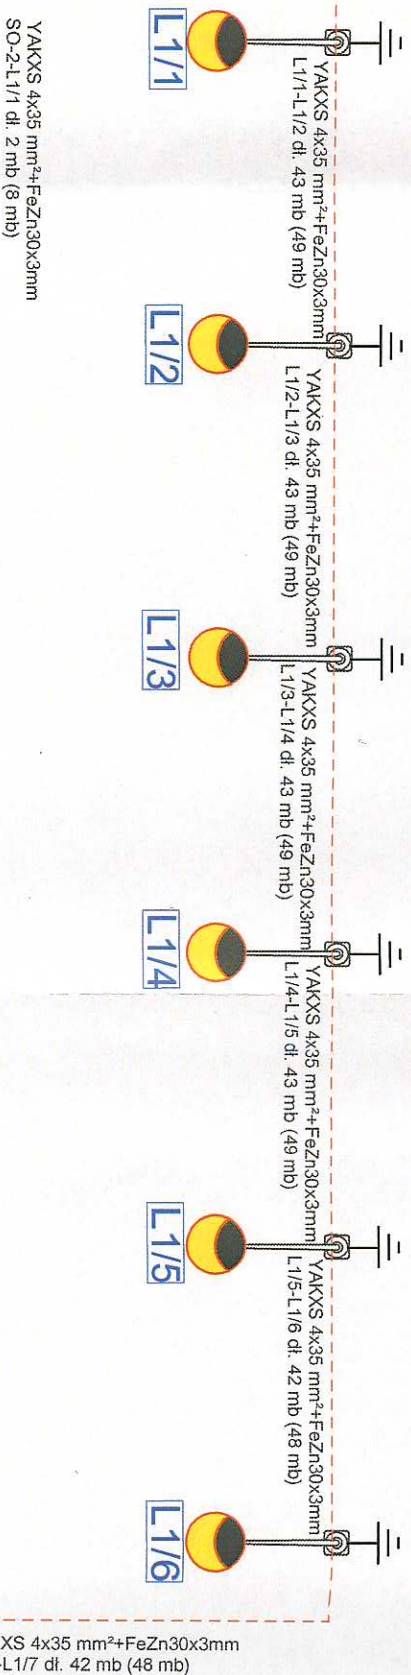 L1/1
YAKXS 4x35 mm²+FeZn30x3mm
SO-2-L1/1 dł. 2 mb (8 mb)
YAKXS 4x35 mm²+FeZn30x3mm
L1/1-L1/2 dł. 43 mb (49 mb)
L1/2
YAKXS 4x35 mm²+FeZn30x3mm
L1/2-L1/3 dł. 43 mb (49 mb)
L1/3
YAKXS 4x35 mm²+FeZn30x3mm
L1/3-L1/4 dł. 43 mb (49 mb)
L1/4
YAKXS 4x35 mm²+FeZn30x3mm
L1/4-L1/5 dł. 43 mb (49 mb)
L1/5
YAKXS 4x35 mm²+FeZn30x3mm
L1/5-L1/6 dł. 42 mb (48 mb)
L1/6
XS 4x35 mm²+FeZn30x3mm
-L1/7 dł. 42 mb (48 mb)